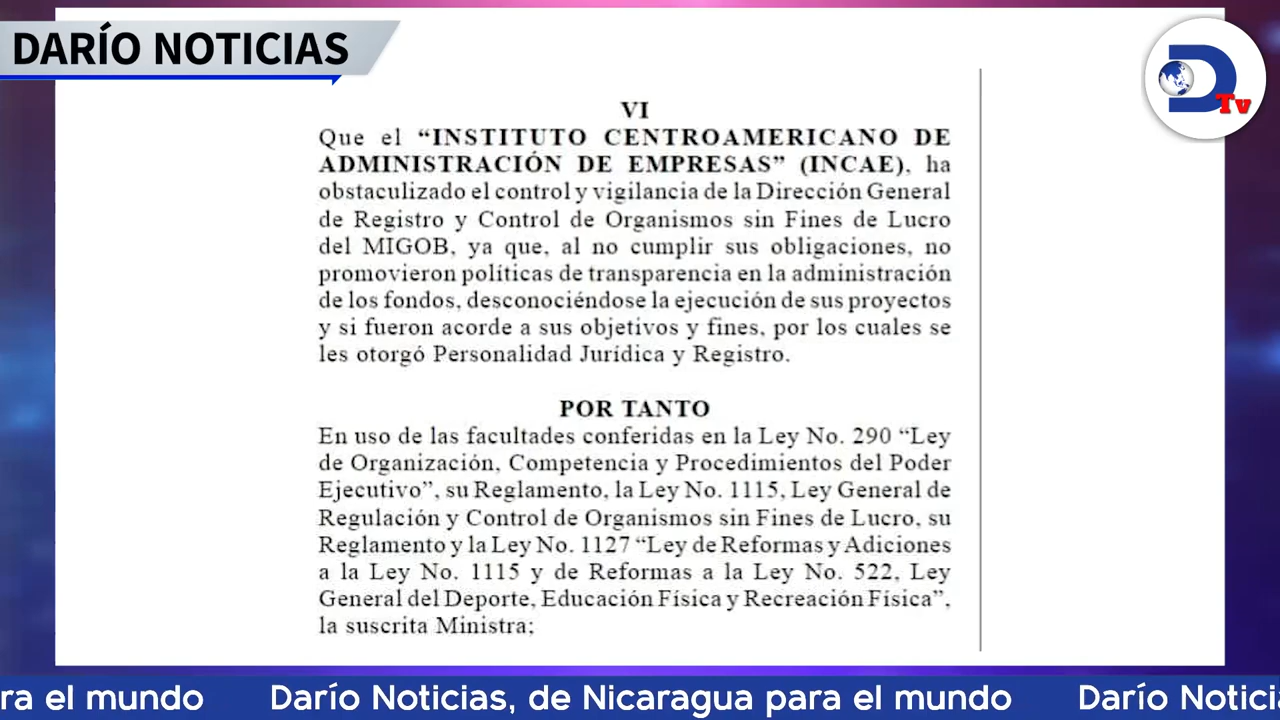 DARÍO NOTICIAS
D
Tv
VI
Que el “INSTITUTO CENTROAMERICANO DE
ADMINISTRACIÓN DE EMPRESAS” (INCAE), ha
obstaculizado el control y vigilancia de la Dirección General
de Registro y Control de Organismos sin Fines de Lucro
del MIGOB, ya que, al no cumplir sus obligaciones, no
promovieron políticas de transparencia en la administración
de los fondos, desconociéndose la ejecución de sus proyectos
y si fueron acorde a sus objetivos y fines, por los cuales se
les otorgó Personalidad Jurídica y Registro.
POR TANTO
En uso de las facultades conferidas en la Ley No. 290 “Ley
de Organización, Competencia y Procedimientos del Poder
Ejecutivo”, su Reglamento, la Ley No. 1115, Ley General de
Regulación y Control de Organismos sin Fines de Lucro, su
Reglamento y la Ley No. 1127 “Ley de Reformas y Adiciones
a la Ley No. 1115 y de Reformas a la Ley No. 522, Ley
General del Deporte, Educación Física y Recreación Física”,
la suscrita Ministra;
ra el mundo Darío Noticias, de Nicaragua para el mundo Darío Notici